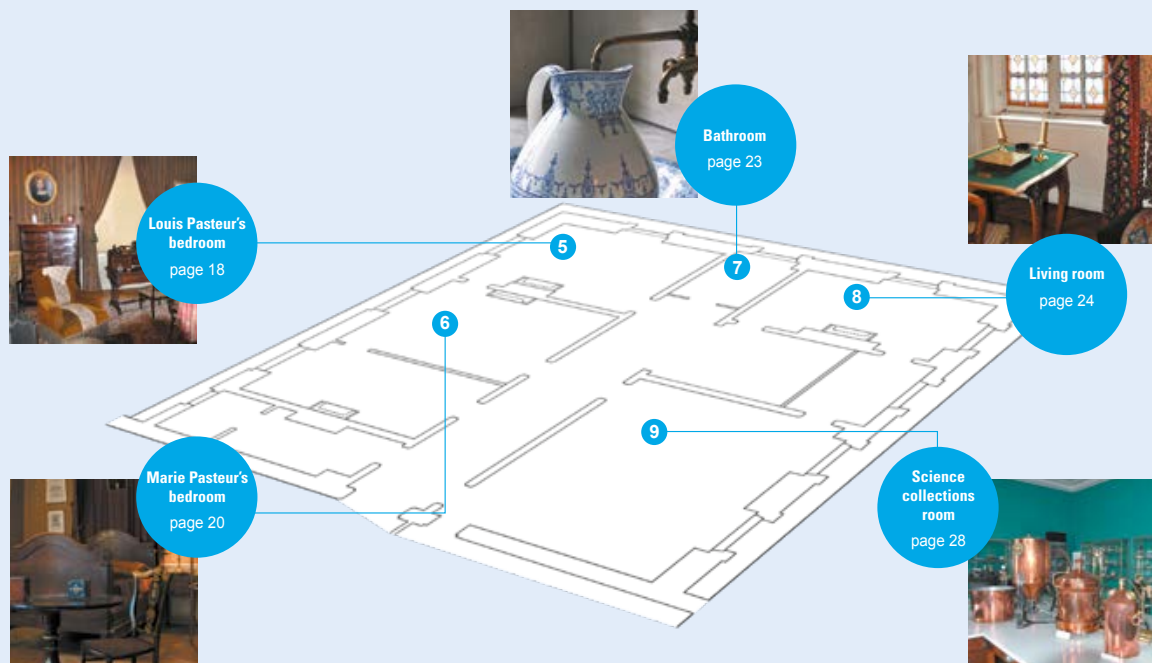 Bathroom
page 23
Louis Pasteur's
bedroom
page 18
Living room
page 24
5
7
8
6
9
Marie Pasteur's
bedroom
page 20
Science
collections
room
page 28